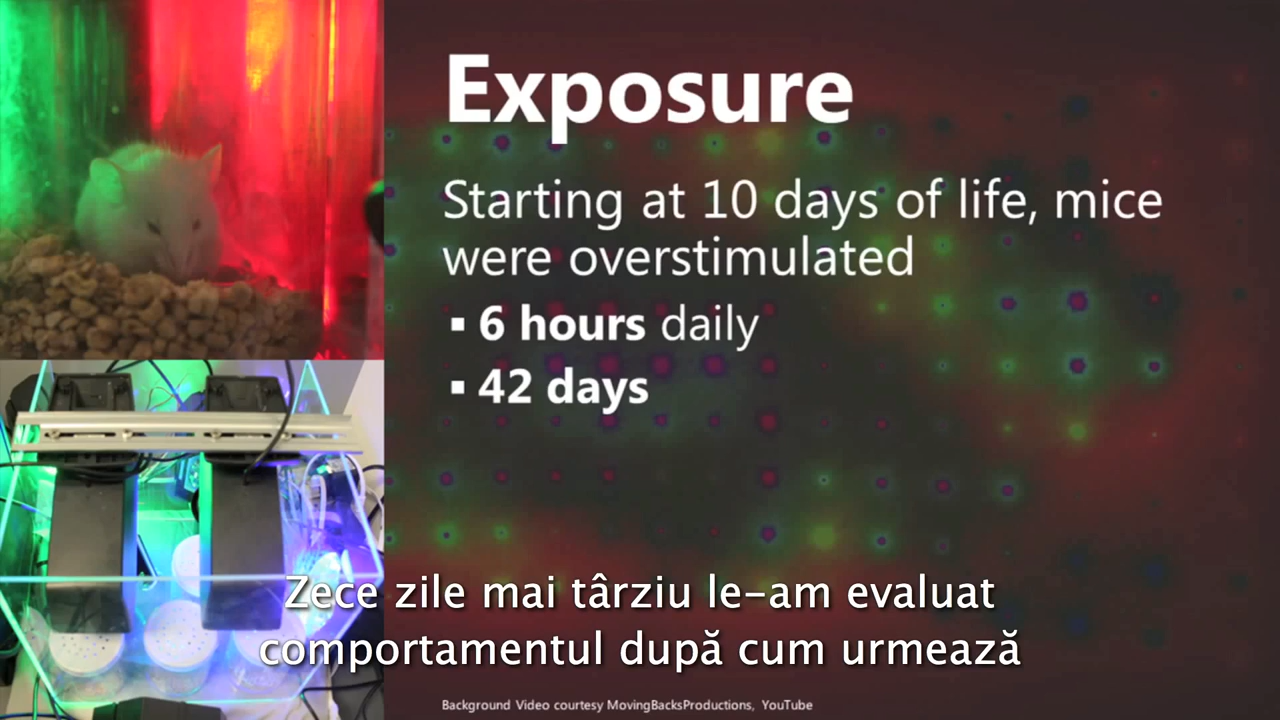 Exposure
Starting at 10 days of life, mice
were overstimulated
▪ 6 hours daily
▪ 42 days
Zece zile mai târziu le-am evaluat
comportamentul după cum urmează
Background Video courtesy MovingBacksProductions, YouTube